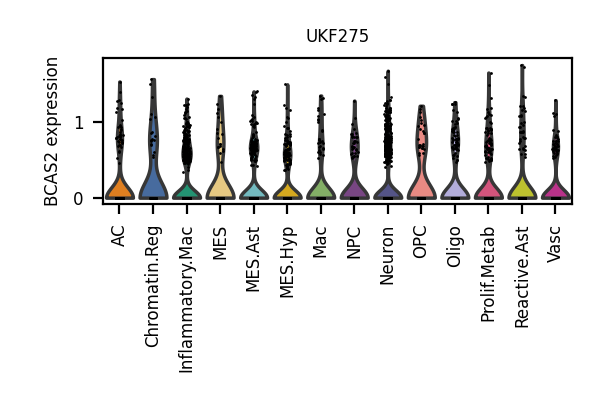 UKF275
BCAS2 expression
1
0
AC
Chromatin.Reg
Inflammatory.Mac
MES
MES.Ast
MES.Hyp
Mac
NPC
Neuron
OPC
Oligo
Prolif.Metab
Reactive.Ast
Vasc